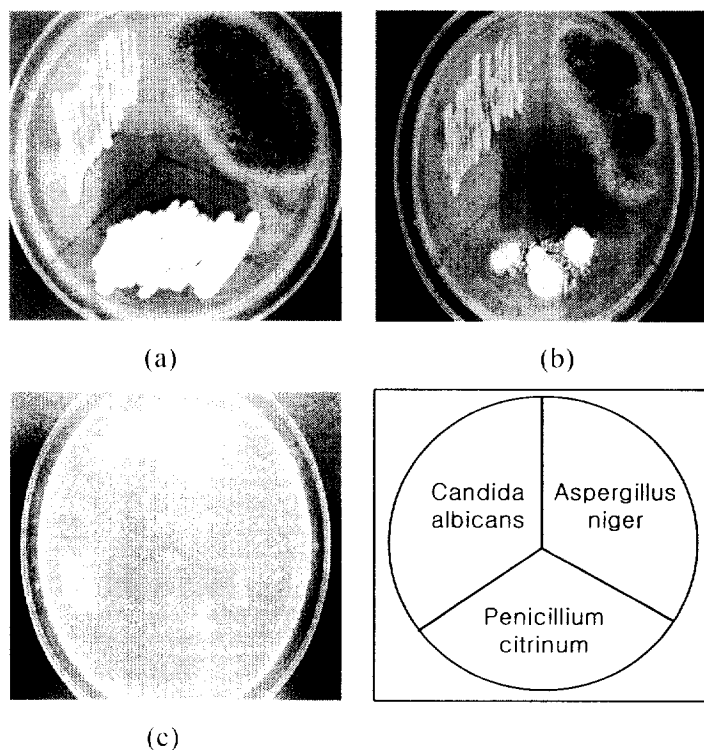 (a)
(b)
Candida
albicans
Aspergillus
niger
Penicillium
citrinum
(c)